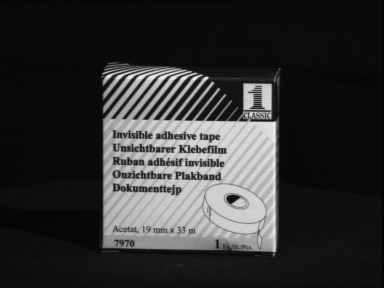 1
CLASSIC
Invisible adhesive tape
Unsichtbarer Klebefilm
Ruban adhésif invisible
Onzichtbare Plakband
Dokumenttejp
Acetat, 19 mm x 33 m
7970
1